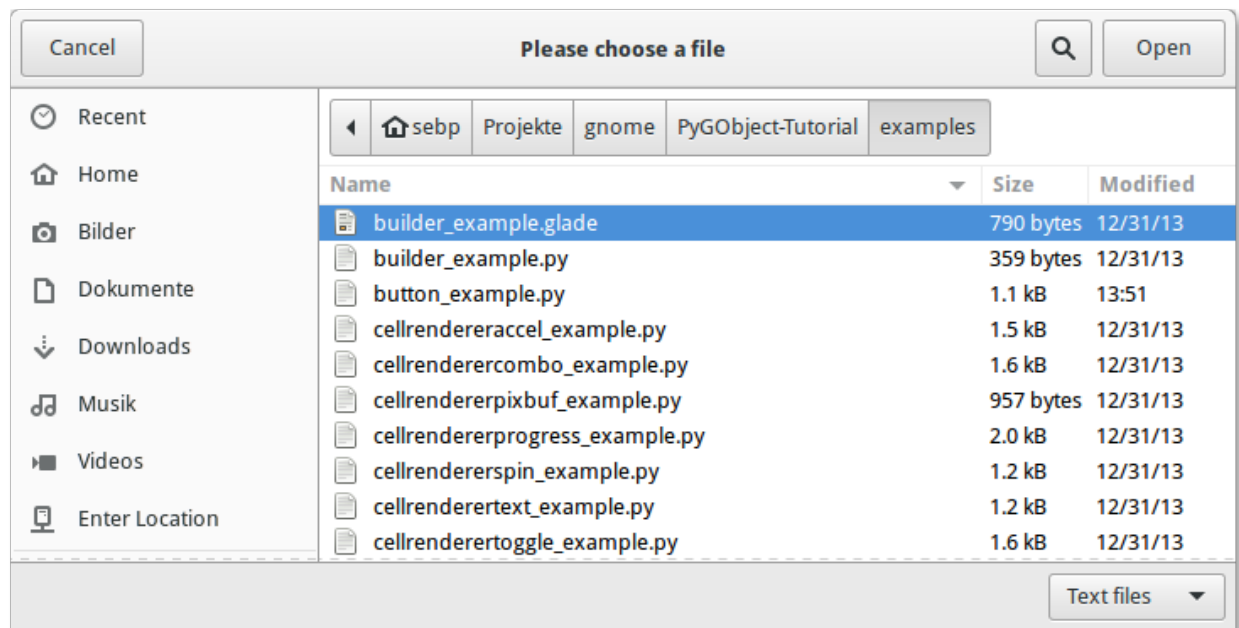 Cancel Please choose a file Open
Recent
Home
Bilder
Dokumente
Downloads
Musik
Videos
Enter Location
sebp Projekte gnome PyGObject-Tutorial examples
Name Size Modified
builder_example.glade 790 bytes 12/31/13
builder_example.py 359 bytes 12/31/13
button_example.py 1.1 kB 13:51
cellrendereraccel_example.py 1.5 kB 12/31/13
cellrenderercombo_example.py 1.6 kB 12/31/13
cellrendererpixbuf_example.py 957 bytes 12/31/13
cellrendererprogress_example.py 2.0 kB 12/31/13
cellrendererspin_example.py 1.2 kB 12/31/13
cellrenderertext_example.py 1.2 kB 12/31/13
cellrenderertoggle_example.py 1.6 kB 12/31/13
Text files